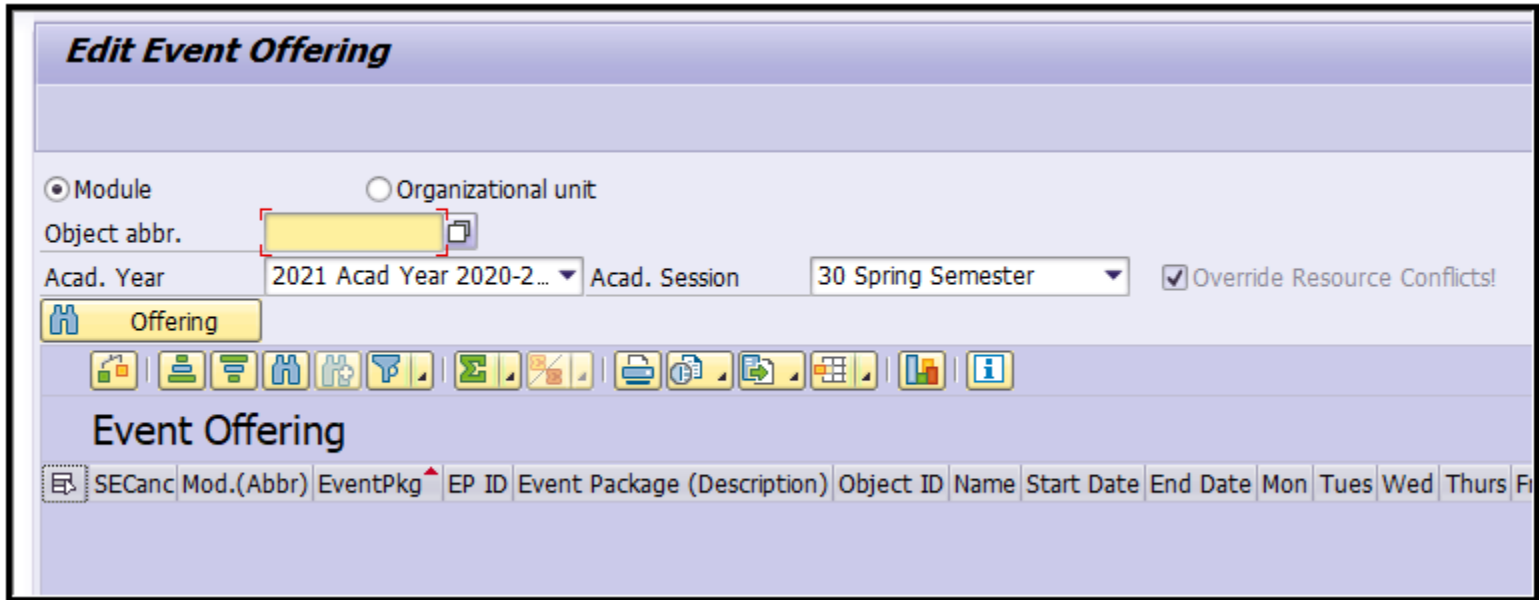 Edit Event Offering
Module Organizational unit
Object abbr.
Acad. Year 2021 Acad Year 2020-2... Acad. Session 30 Spring Semester Override Resource Conflicts!
Offering
Event Offering
SECanc Mod.(Abbr) EventPkg EP ID Event Package (Description) Object ID Name Start Date End Date Mon Tues Wed Thurs